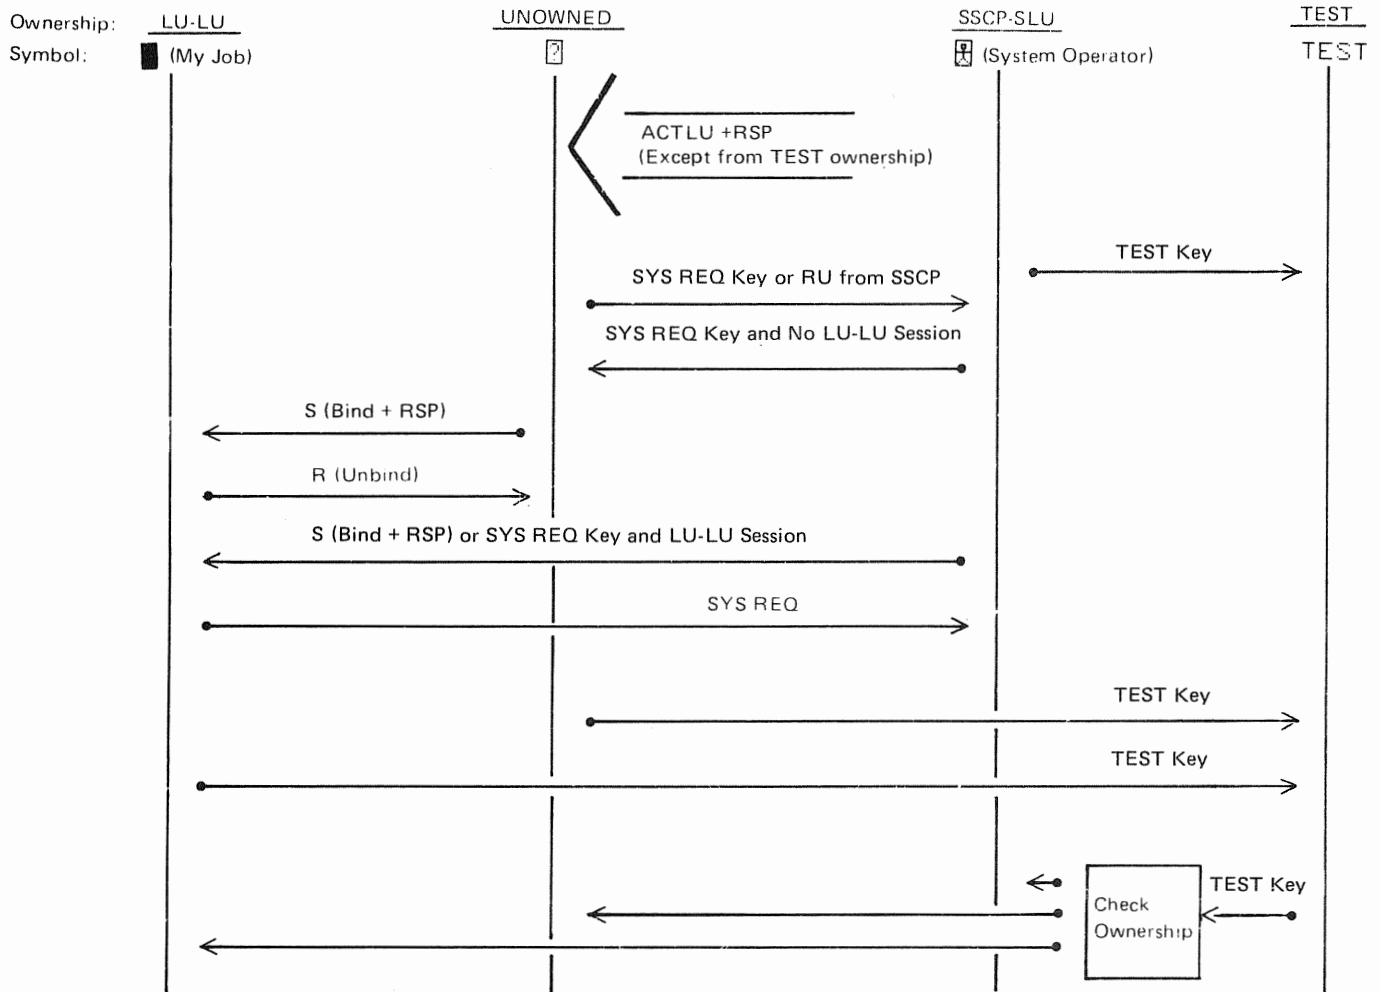 Ownership: LU-LU UNOWNED SSCP-SLU TEST
Symbol: (My Job) ? (System Operator) TEST
ACTLU +RSP
(Except from TEST ownership)
TEST Key
SYS REQ Key or RU from SSCP
SYS REQ Key and No LU-LU Session
S (Bind + RSP)
R (Unbind)
S (Bind + RSP) or SYS REQ Key and LU-LU Session
SYS REQ
TEST Key
TEST Key
TEST Key
Check
Ownership